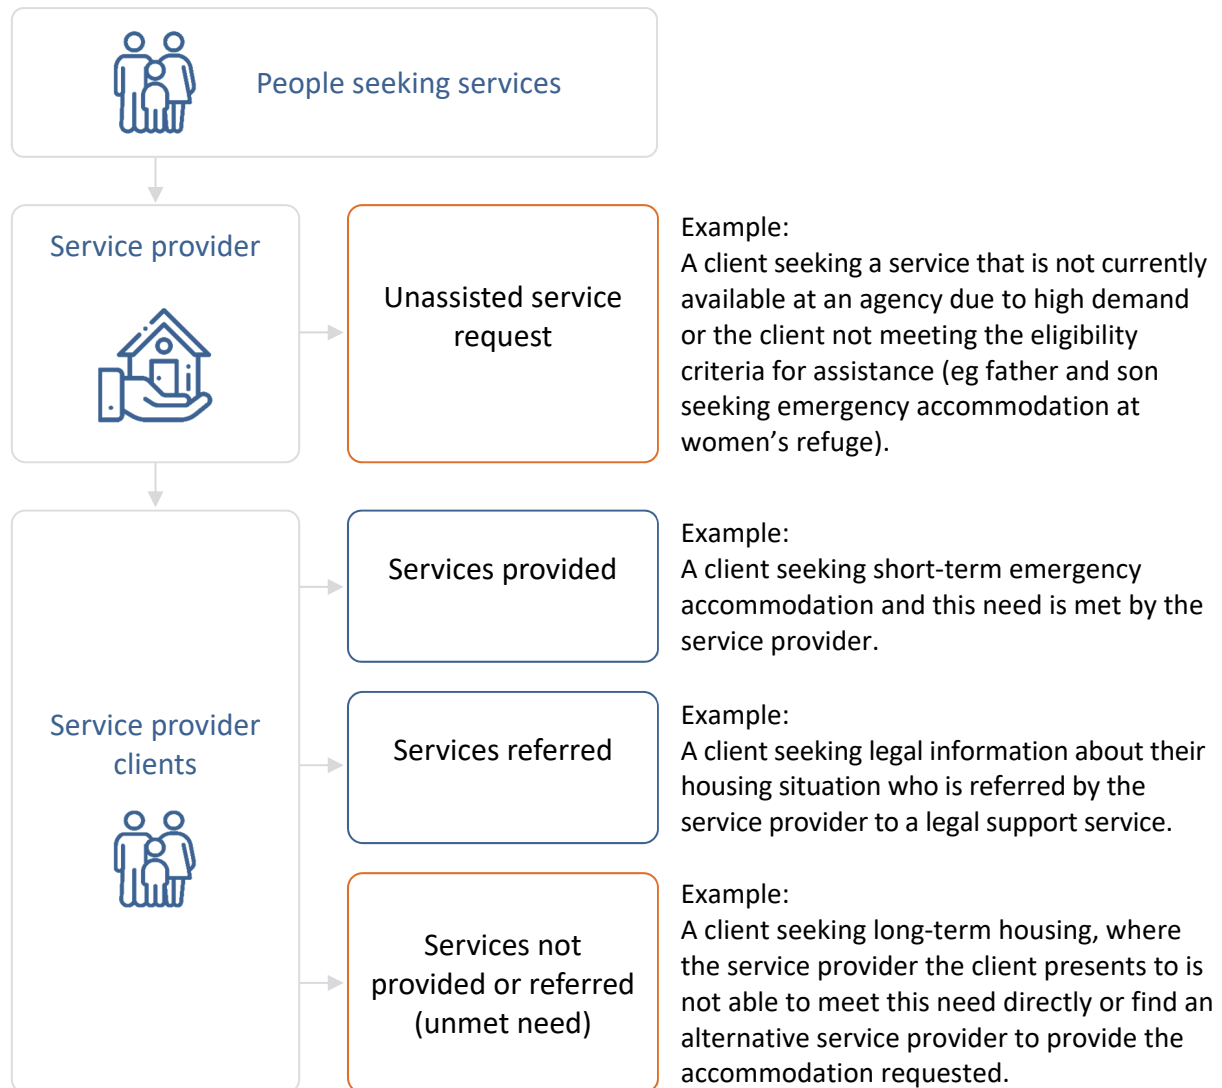 People seeking services
Service provider
Unassisted service
request
Example:
A client seeking a service that is not currently
available at an agency due to high demand
or the client not meeting the eligibility
criteria for assistance (eg father and son
seeking emergency accommodation at
women’s refuge).
Service provider
clients
Services provided
Example:
A client seeking short-term emergency
accommodation and this need is met by the
service provider.
Services referred
Example:
A client seeking legal information about their
housing situation who is referred by the
service provider to a legal support service.
Services not
provided or referred
(unmet need)
Example:
A client seeking long-term housing, where
the service provider the client presents to is
not able to meet this need directly or find an
alternative service provider to provide the
accommodation requested.